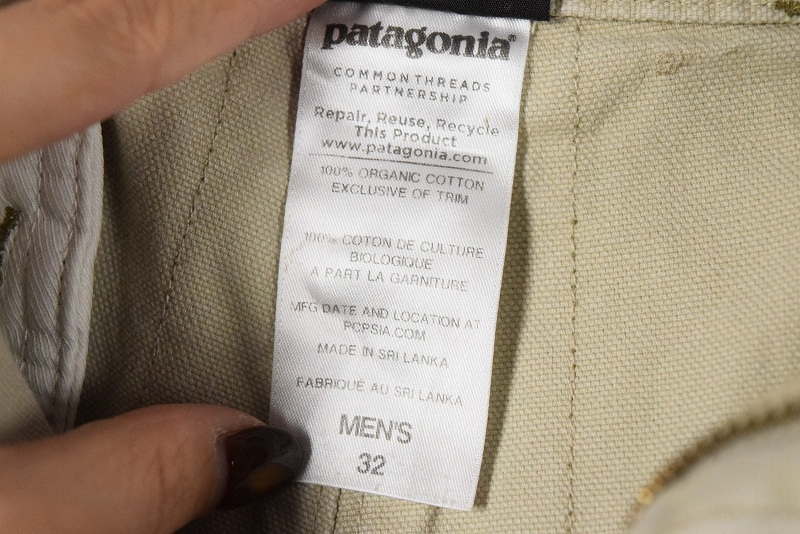 patagonia®
COMMON THREADS
PARTNERSHIP
Repair, Reuse, Recycle
This Product
www.patagonia.com
100% ORGANIC COTTON
EXCLUSIVE OF TRIM
100% COTON DE CULTURE
BIOLOGIQUE
A PART LA GARNITURE
MFG DATE AND LOCATION AT
PCPSIA.COM
MADE IN SRI LANKA
FABRIQUÉ AU SRI LANKA
MEN'S
32